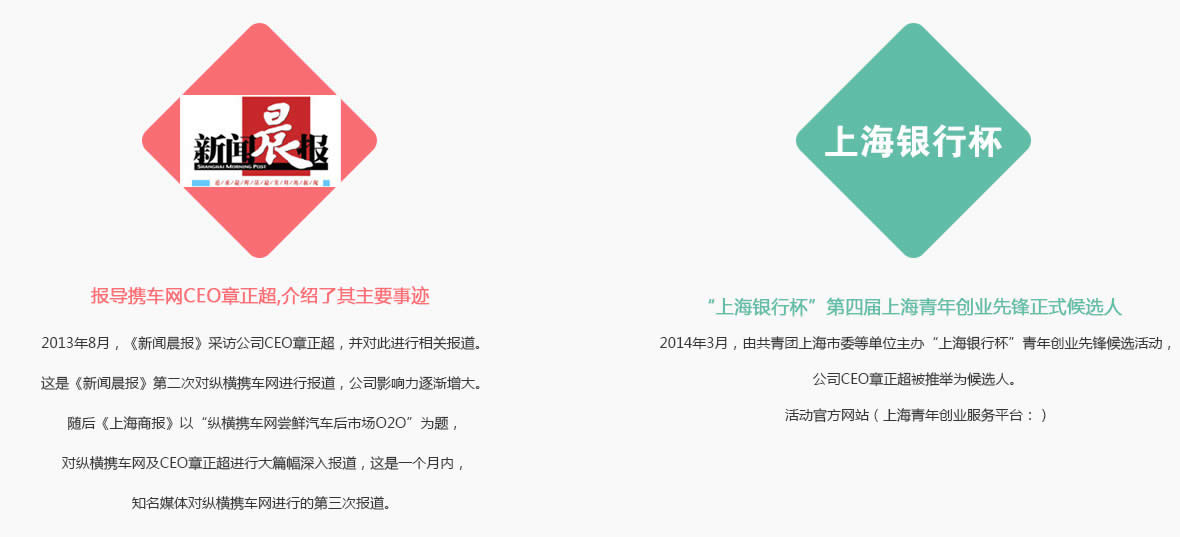 新闻晨报
SHANGHAI MORNING POST
报导携车网CEO章正超,介绍了其主要事迹
2013年8月，《新闻晨报》采访公司CEO章正超，并对此进行相关报道。
这是《新闻晨报》第二次对纵横携车网进行报道，公司影响力逐渐增大。
随后《上海商报》以“纵横携车网尝鲜汽车后市场O2O”为题，
对纵横携车网及CEO章正超进行大篇幅深入报道，这是一个月内，
知名媒体对纵横携车网进行的第三次报道。
上海银行杯
“上海银行杯”第四届上海青年创业先锋正式候选人
2014年3月，由共青团上海市委等单位主办“上海银行杯”青年创业先锋候选活动，
公司CEO章正超被推举为候选人。
活动官方网站（上海青年创业服务平台：）